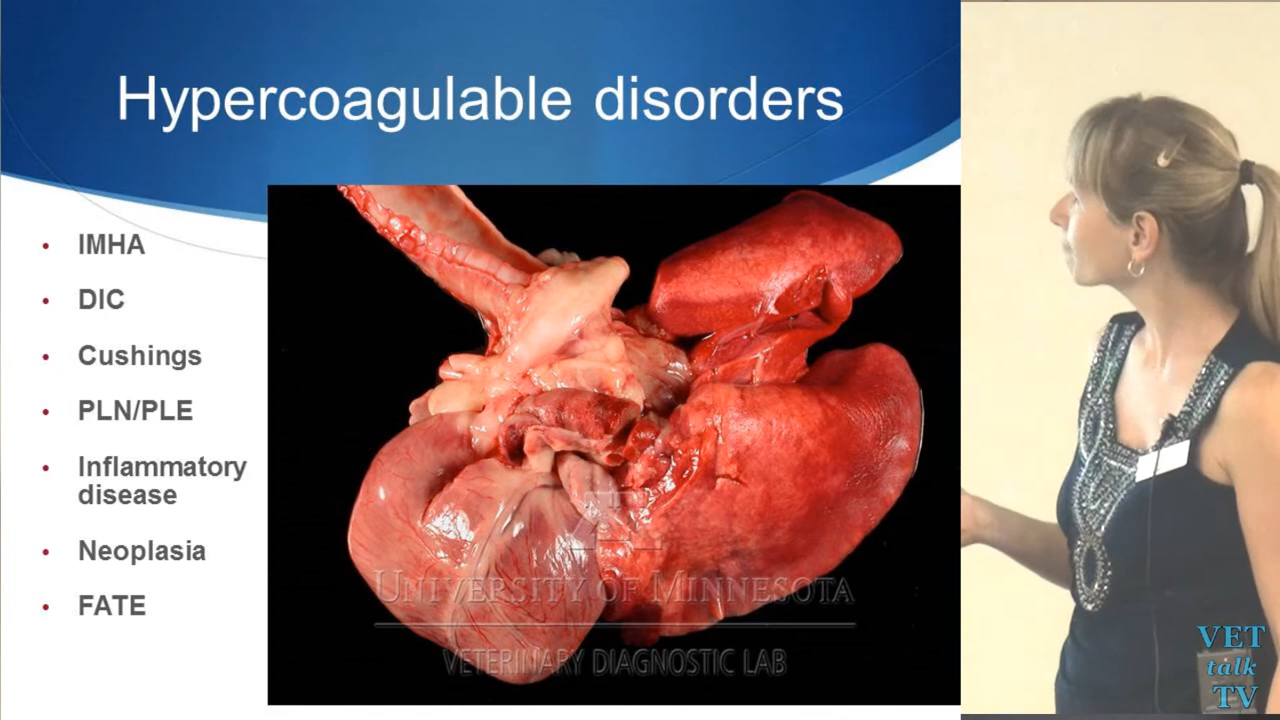 Hypercoagulable disorders
• IMHA
• DIC
• Cushings
• PLN/PLE
• Inflammatory
disease
• Neoplasia
• FATE
UNIVERSITY OF MINNESOTA
VETERINARY DIAGNOSTIC LAB
VET
talk
TV